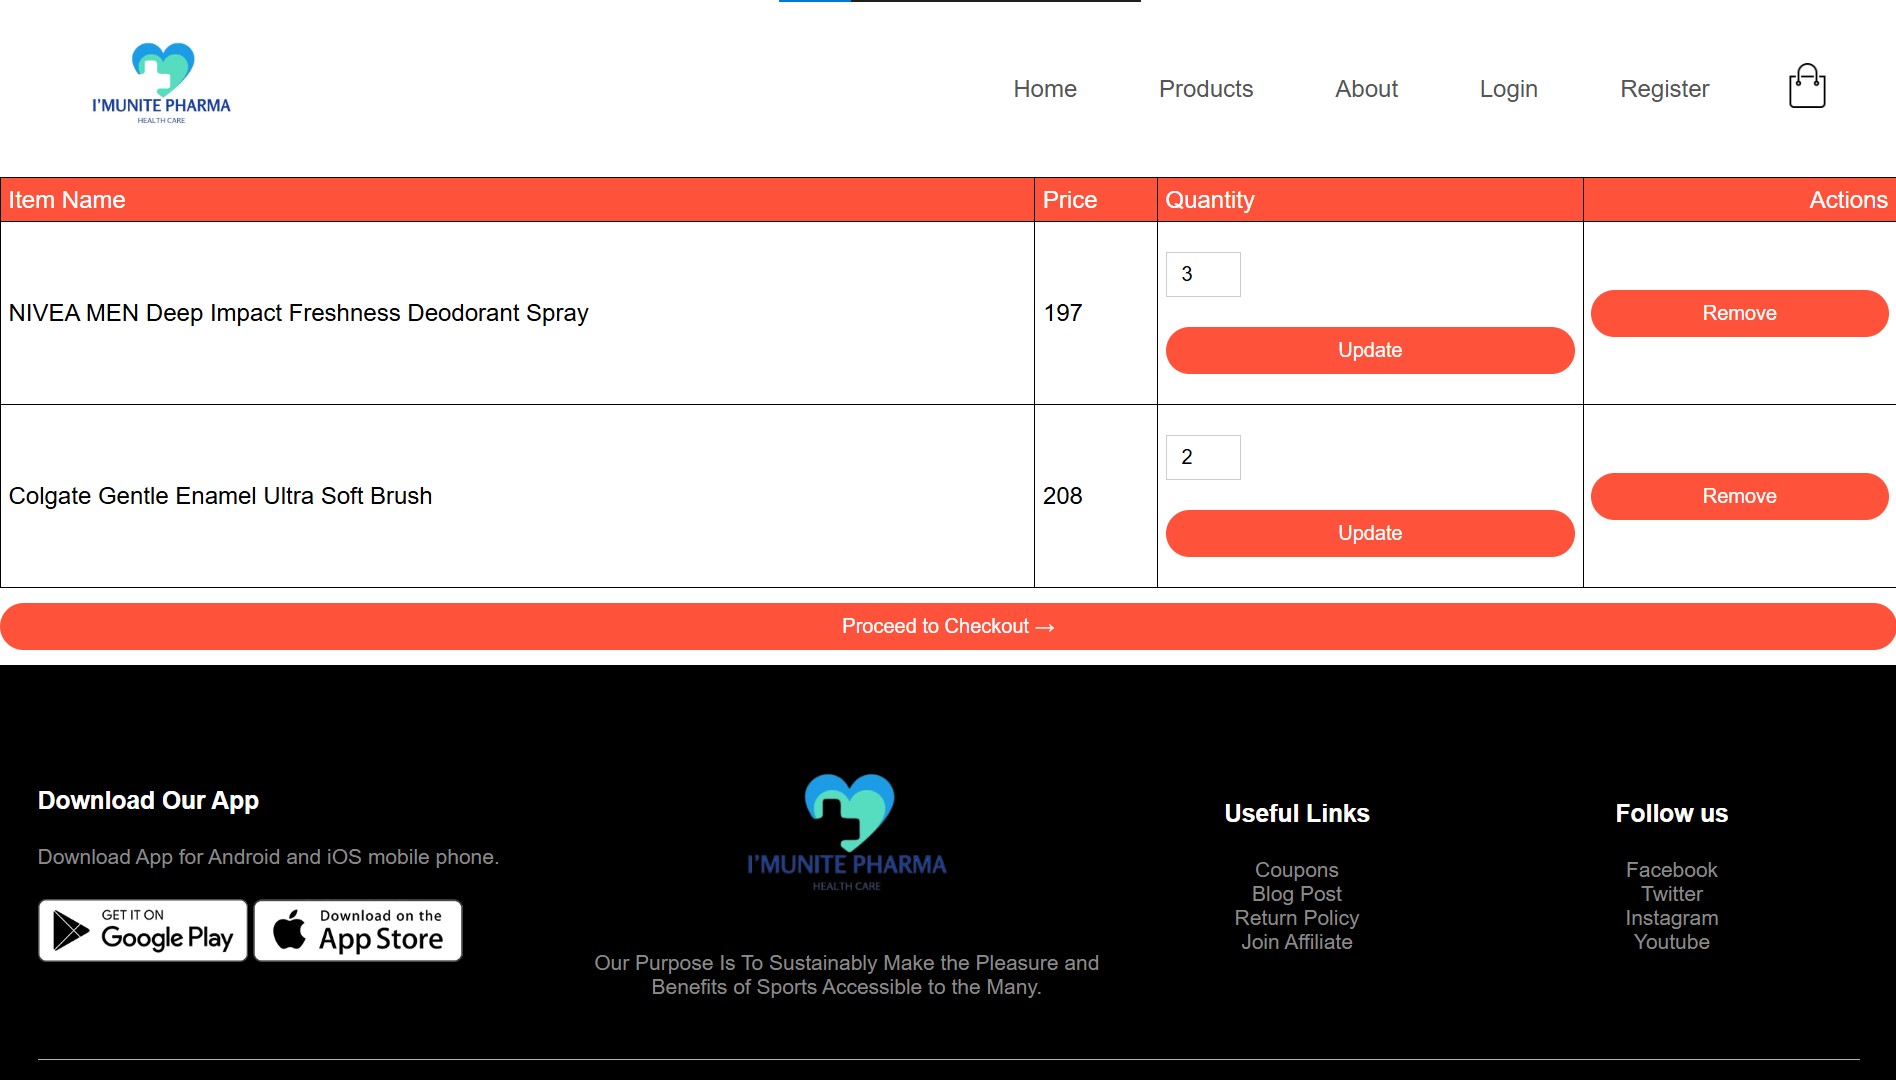 I'MUNITE PHARMA
HEALTH CARE
Home Products About Login Register
Item Name Price Quantity Actions
NIVEA MEN Deep Impact Freshness Deodorant Spray 197 3 Update Remove
Colgate Gentle Enamel Ultra Soft Brush 208 2 Update Remove
Proceed to Checkout →
Download Our App
Download App for Android and iOS mobile phone.
GET IT ON
Google Play
Download on the
App Store
I'MUNITE PHARMA
HEALTH CARE
Our Purpose Is To Sustainably Make the Pleasure and
Benefits of Sports Accessible to the Many.
Useful Links
Coupons
Blog Post
Return Policy
Join Affiliate
Follow us
Facebook
Twitter
Instagram
Youtube